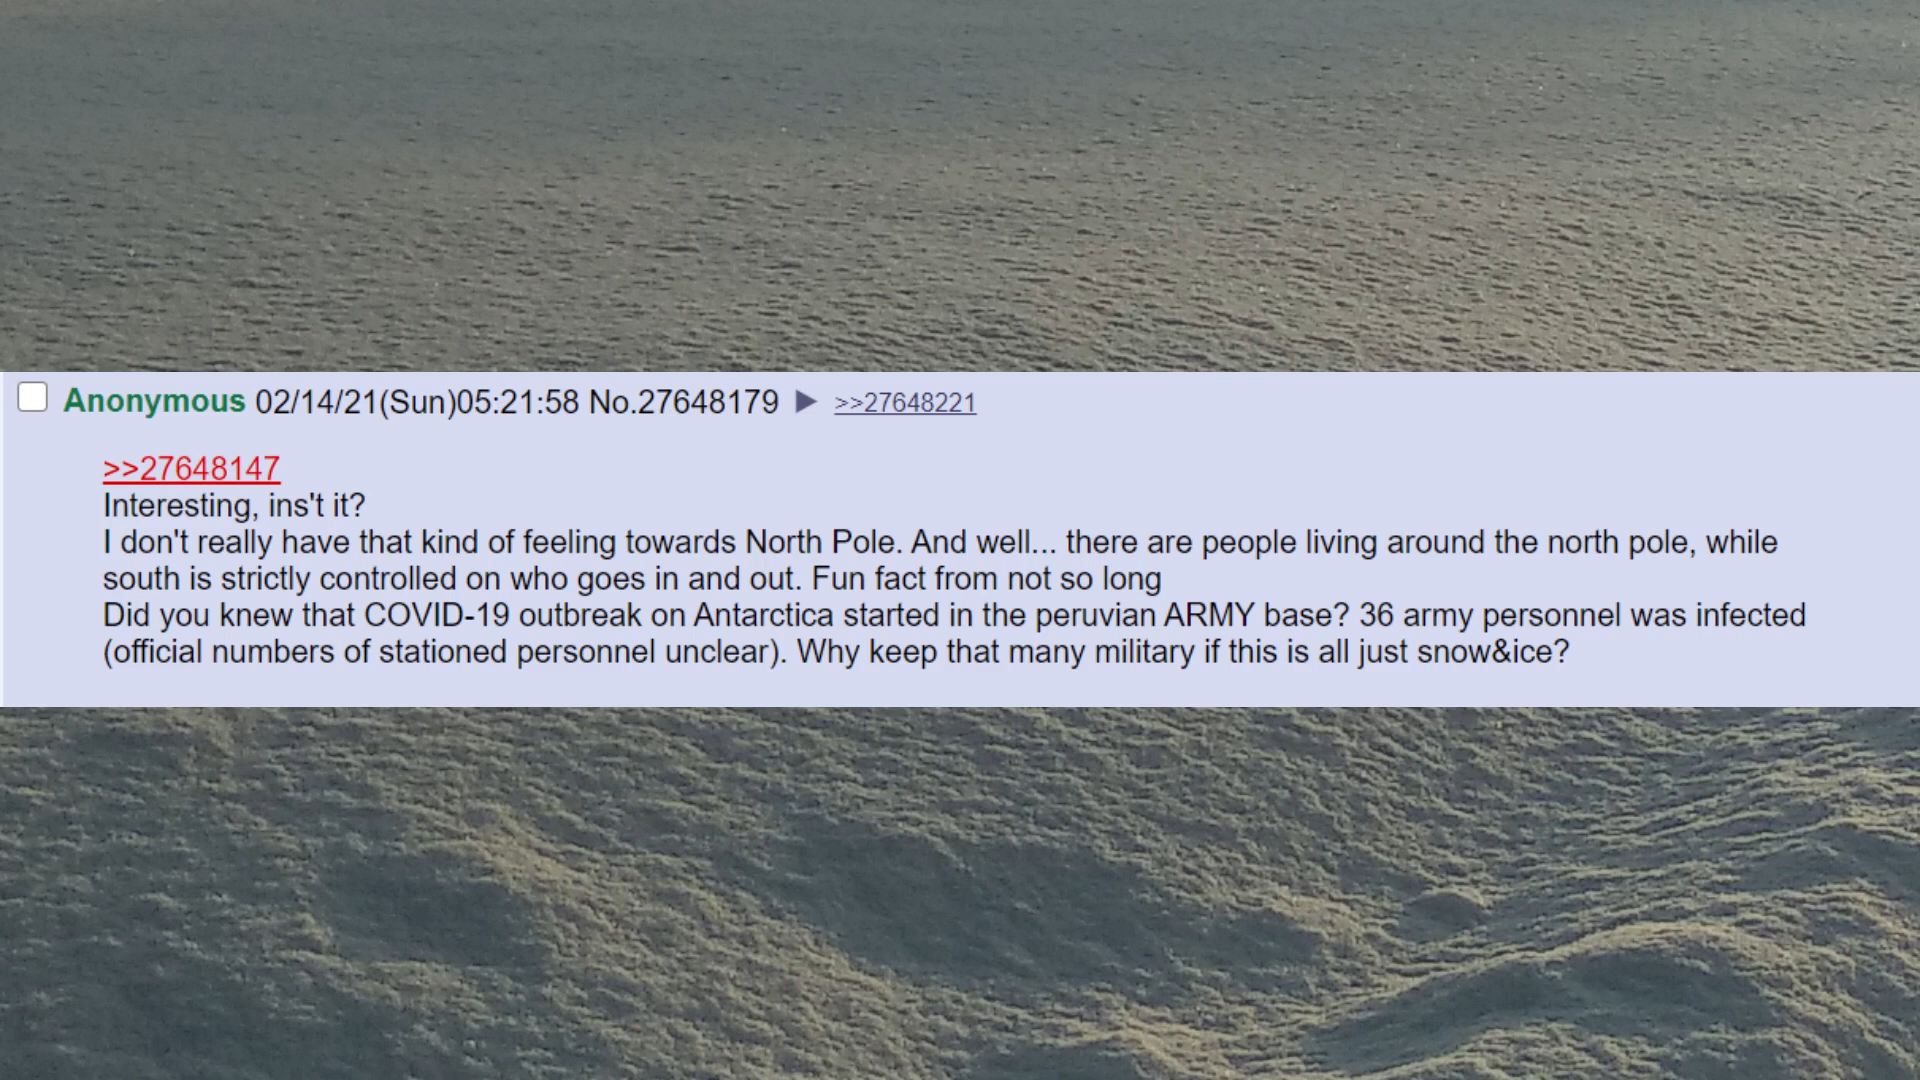 Anonymous 02/14/21(Sun)05:21:58 No.27648179 ▶ >>27648221
>>27648147
Interesting, ins't it?
I don't really have that kind of feeling towards North Pole. And well... there are people living around the north pole, while
south is strictly controlled on who goes in and out. Fun fact from not so long
Did you knew that COVID-19 outbreak on Antarctica started in the peruvian ARMY base? 36 army personnel was infected
(official numbers of stationed personnel unclear). Why keep that many military if this is all just snow&ice?